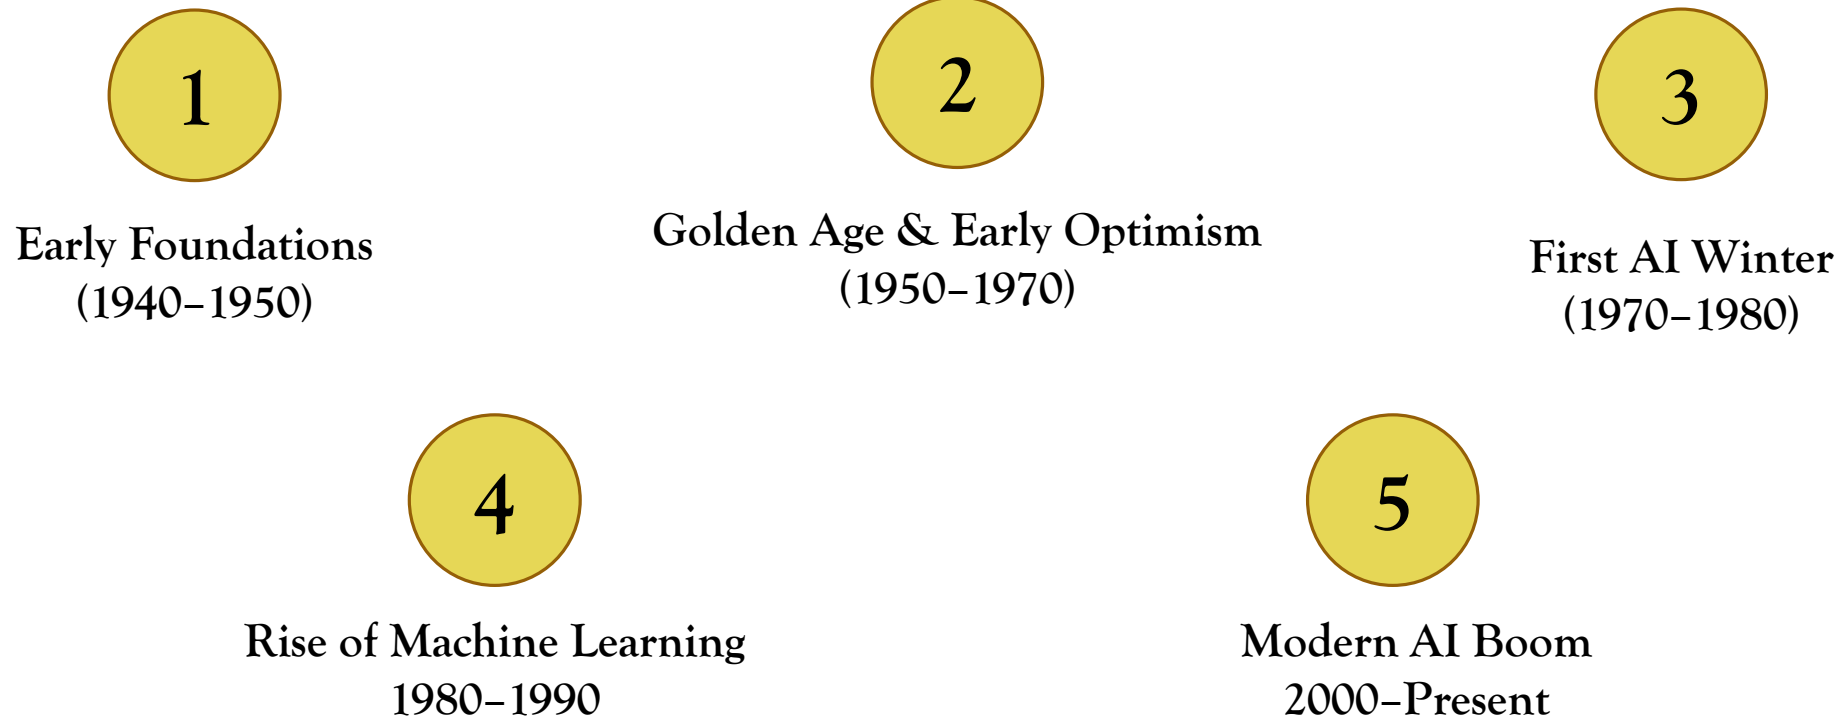 1
Early Foundations
(1940–1950)
2
Golden Age & Early Optimism
(1950–1970)
3
First AI Winter
(1970–1980)
4
Rise of Machine Learning
1980–1990
5
Modern AI Boom
2000–Present